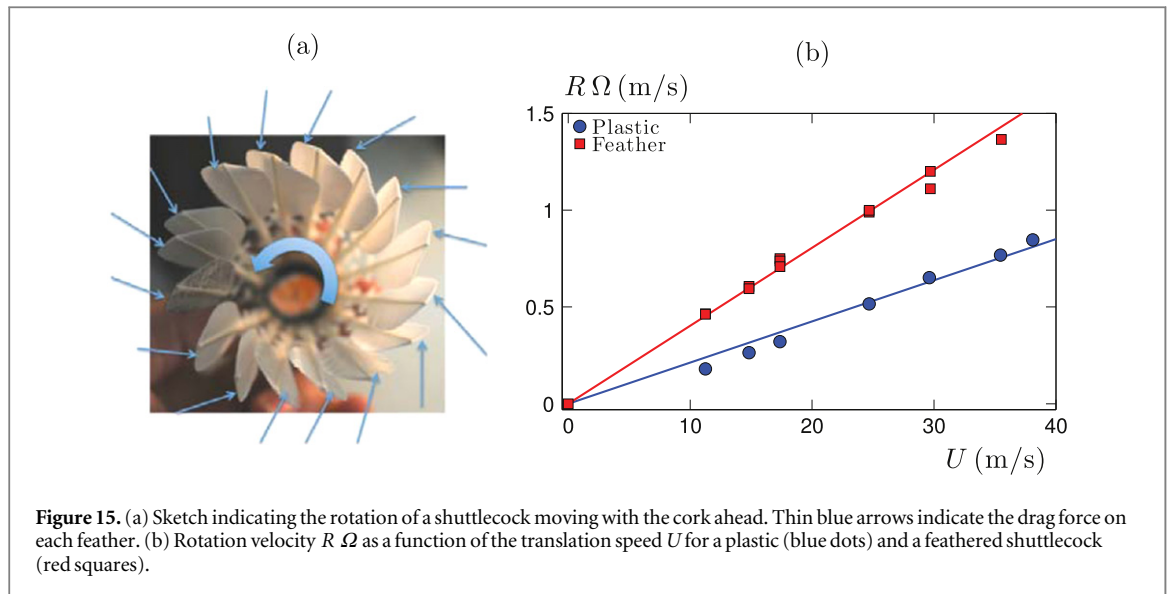 (a)
(b)
R Ω (m/s)
1.5
Plastic
Feather
1
0.5
0
0
10
20
30
40
U (m/s)
Figure 15. (a) Sketch indicating the rotation of a shuttlecock moving with the cork ahead. Thin blue arrows indicate the drag force on
each feather. (b) Rotation velocity R Ω as a function of the translation speed U for a plastic (blue dots) and a feathered shuttlecock
(red squares).